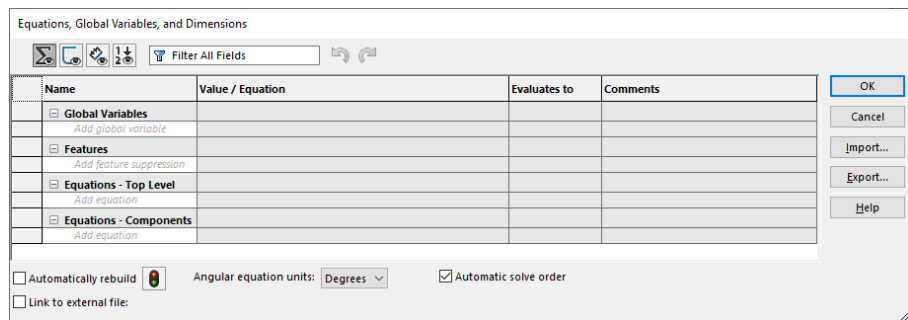 Equations, Global Variables, and Dimensions
Filter All Fields
Name Value / Equation Evaluates to Comments
Global Variables
Add global variable
Features
Add feature suppression
Equations - Top Level
Add equation
Equations - Components
Add equation
OK
Cancel
Import...
Export...
Help
Automatically rebuild Angular equation units: Degrees Automatic solve order
Link to external file: